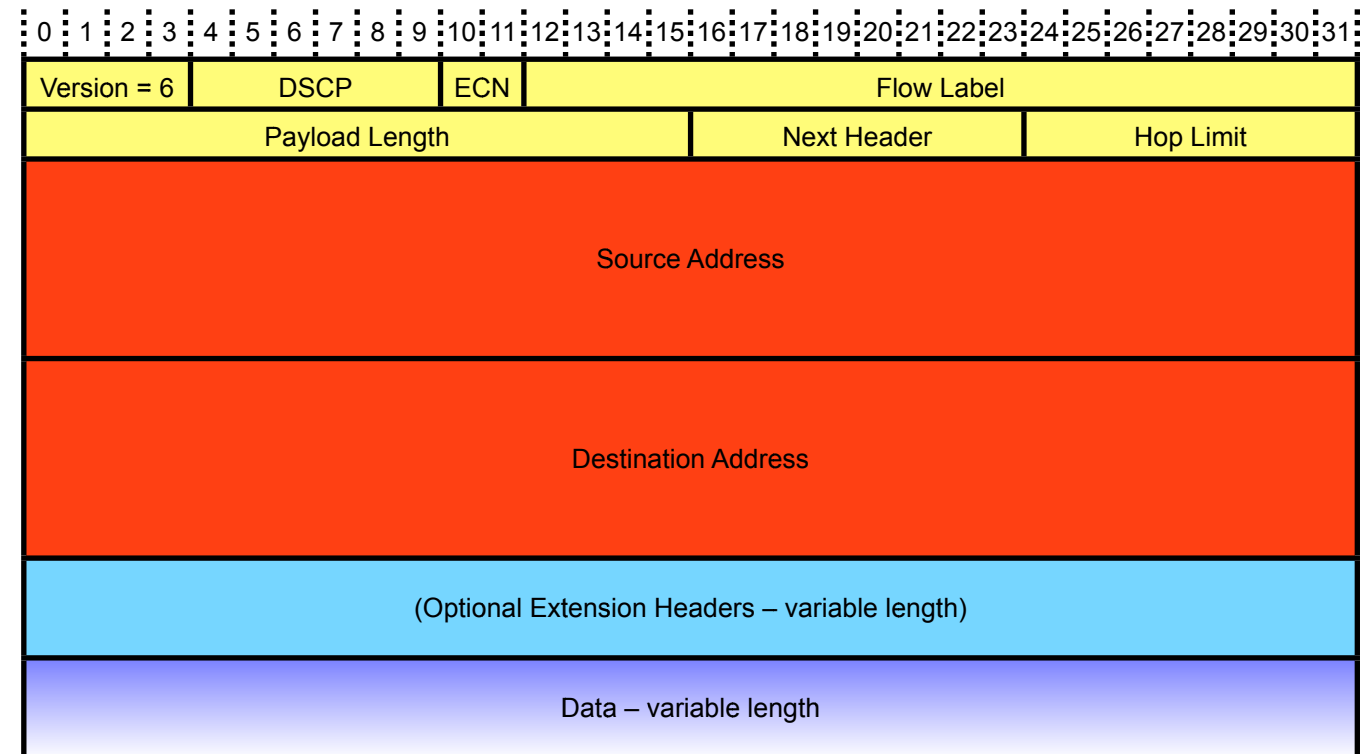 0 1 2 3 4 5 6 7 8 9 10 11 12 13 14 15 16 17 18 19 20 21 22 23 24 25 26 27 28 29 30 31
Version = 6 DSCP ECN Flow Label
Payload Length Next Header Hop Limit
Source Address
Destination Address
(Optional Extension Headers – variable length)
Data – variable length